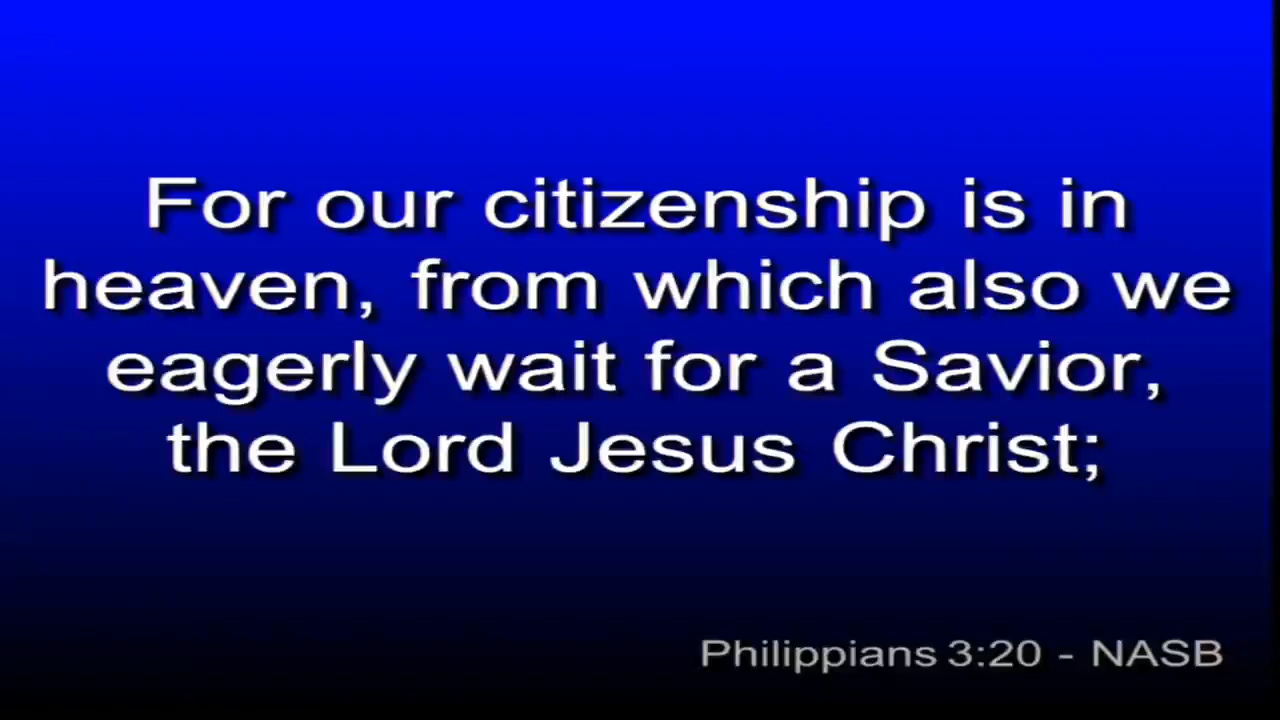 For our citizenship is in
heaven, from which also we
eagerly wait for a Savior,
the Lord Jesus Christ;
Philippians 3:20 - NASB